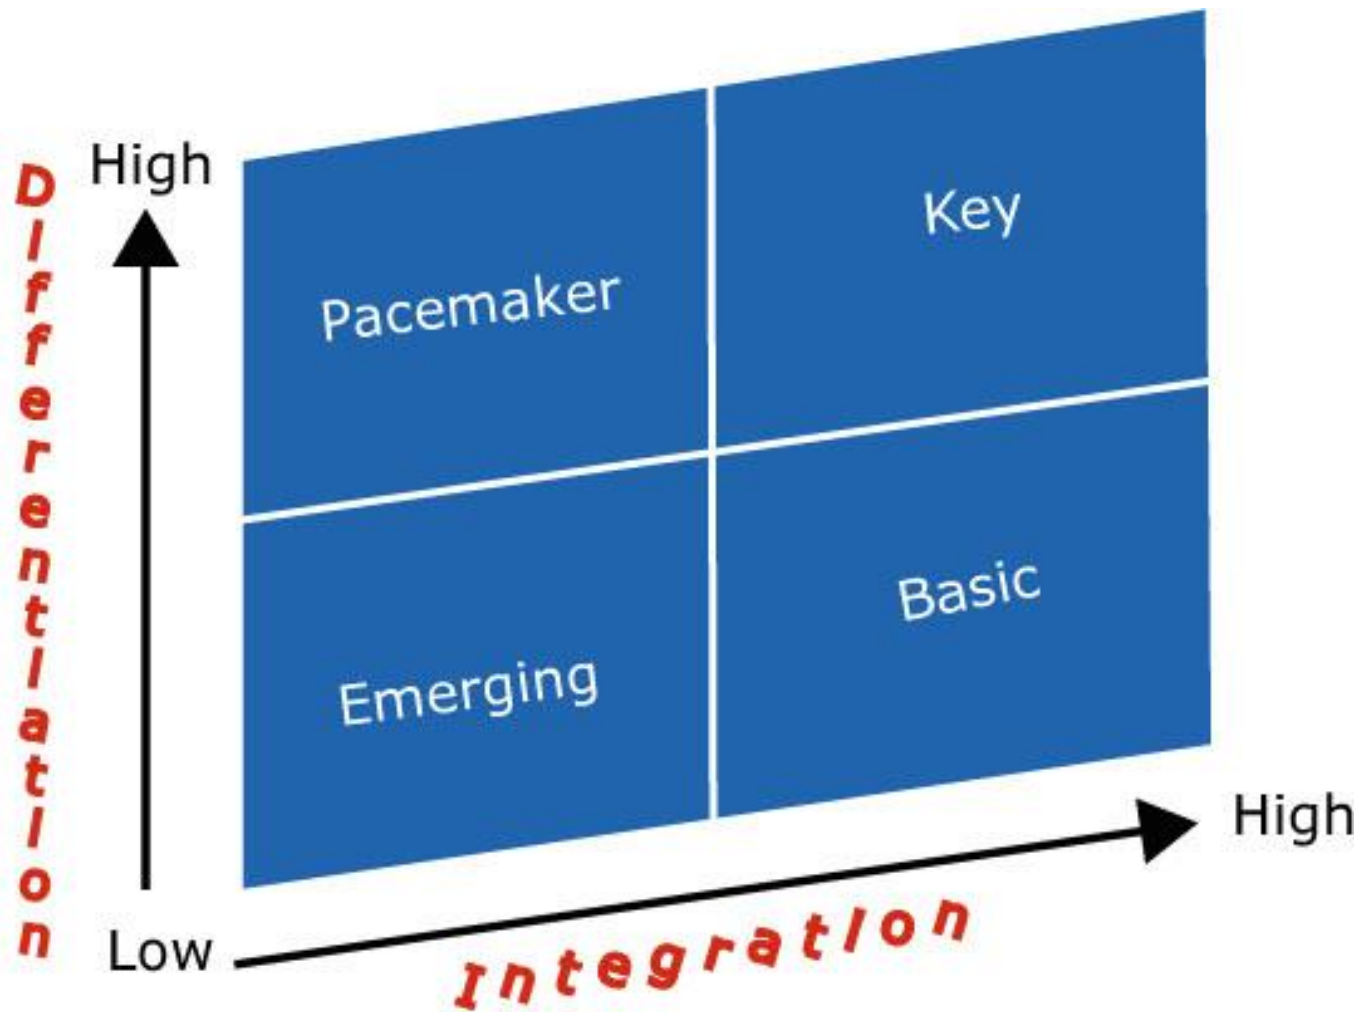 Differentiation
High
Pacemaker
Key
Emerging
Basic
Low
High
Integration